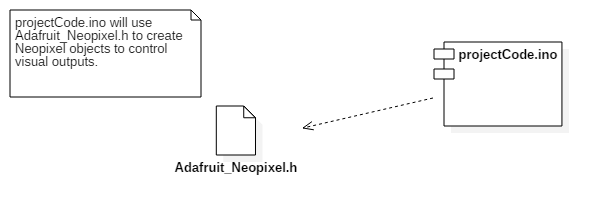 projectCode.ino will use
Adafruit_Neopixel.h to create
Neopixel objects to control
visual outputs.
projectCode.ino
Adafruit_Neopixel.h